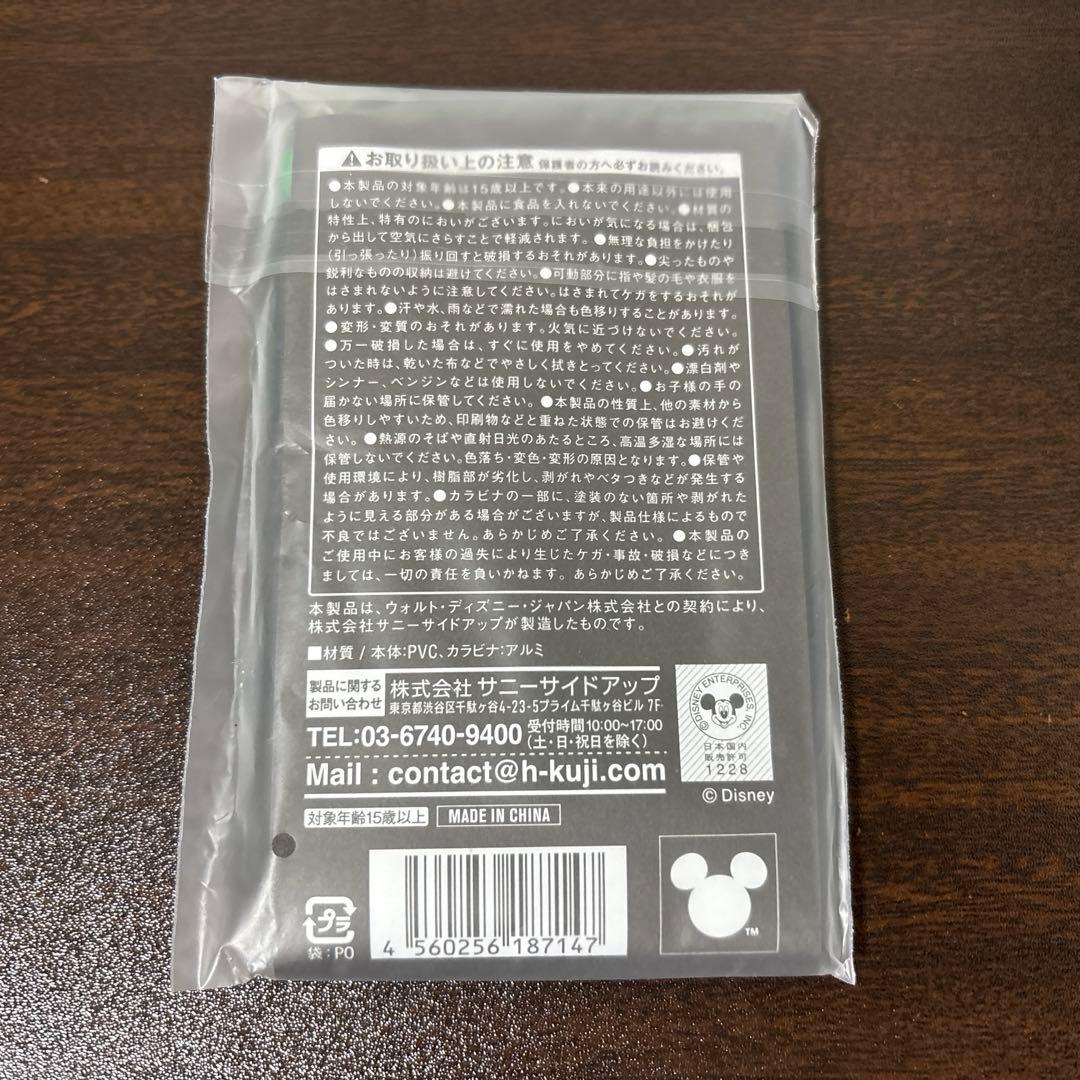 お取り扱い上の注意 保護者の方へ必ずお読みください。
●本製品の対象年齢は15歳以上です。●本来の用途以外には使用
しないでください。●本製品に食品を入れないでください。●材質の
特性上、特有のにおいがございます。においが気になる場合は、梱包
から出して空気にさらすことで軽減されます。●無理な負担をかけたり
(引っ張ったり)振り回すと破損するおそれがあります。●尖ったものや
鋭利なものの収納は避けてください。●可動部分に指や髪の毛や衣服を
はさまれないように注意してください。はさまれてケガをするおそれが
あります。●汗や水、雨などで濡れた場合も色移りすることがあります。
●変形・変質のおそれがあります。火気に近づけないでください。
●万一破損した場合は、すぐに使用をやめてください。●汚れが
ついた時は、乾いた布などでやさしく拭きとってください。●漂白剤や
シンナー、ベンジンなどは使用しないでください。●お子様の手の
届かない場所に保管してください。●本製品の性質上、他の素材から
色移りしやすいため、印刷物などと重ねた状態での保管はお避けくだ
さい。●熱源のそばや直射日光のあたるところ、高温多湿な場所には
保管しないでください。色落ち・変色・変形の原因となります。●保管や
使用環境により、樹脂部が劣化し、剥がれやベタつきなどが発生する
場合があります。●カラビナの一部に、塗装のない箇所や剥がれた
ように見える部分がある場合がございますが、製品仕様によるもので
不良ではございません。あらかじめご了承ください。●本製品の
ご使用中にお客様の過失により生じたケガ・事故・破損などにつき
ましては、一切の責任を負いかねます。あらかじめご了承ください。
本製品は、ウォルト・ディズニー・ジャパン株式会社との契約により、
株式会社サニーサイドアップが製造したものです。
■材質 / 本体:PVC、カラビナ:アルミ
製品に関する
お問い合わせ
株式会社 サニーサイドアップ
東京都渋谷区千駄ヶ谷4-23-5プライム千駄ヶ谷ビル 7F
TEL:03-6740-9400 受付時間10:00~17:00
(土・日・祝日を除く)
Mail : contact@h-kuji.com
©DISNEY ENTERPRISES, INC.
日本国内
販売許可
1228
© Disney
対象年齢15歳以上
MADE IN CHINA
プラ
袋:PO
4 560256 187147
TM